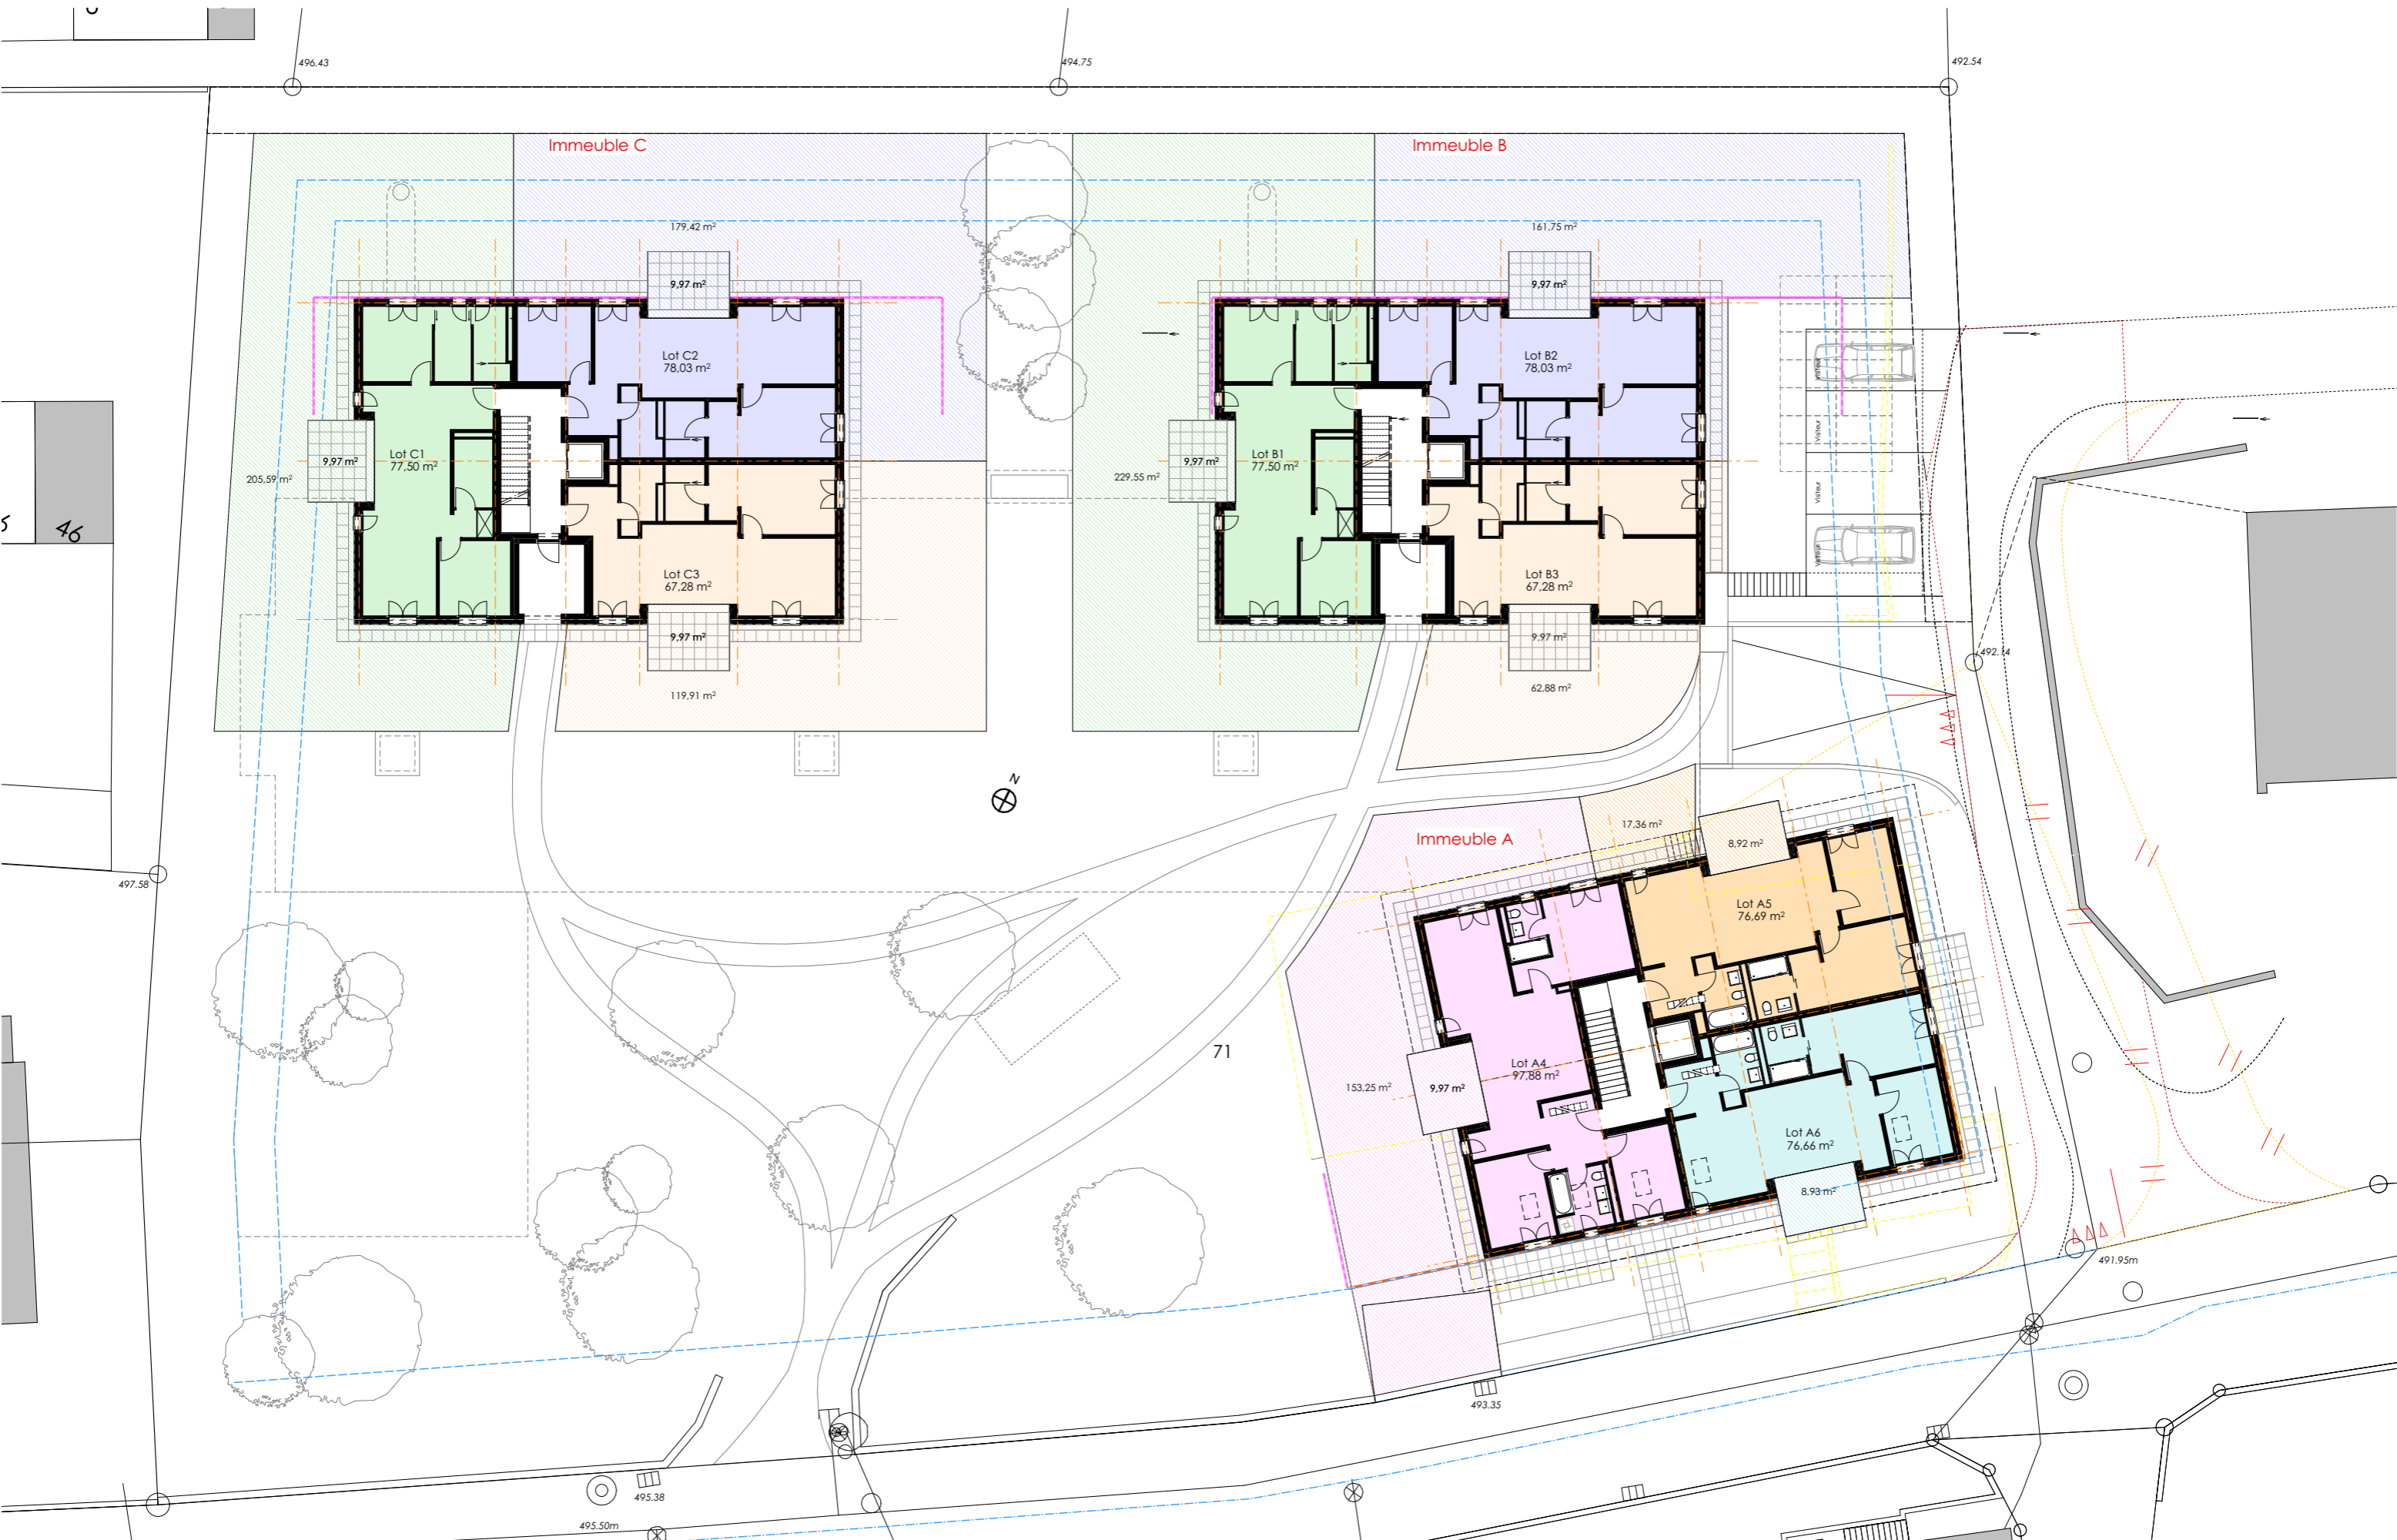 496.43
494.75
492.54
Immeuble C
Immeuble B
179,42 m²
161,75 m²
9,97 m²
9,97 m²
Lot C2
78,03 m²
Lot B2
78,03 m²
Visiteur
Visiteur
Visiteur
Visiteur
Lot C1
77,50 m²
9,97 m²
205,59 m²
Lot B1
77,50 m²
9,97 m²
229,55 m²
46
Lot C3
67,28 m²
Lot B3
67,28 m²
9,97 m²
9,97 m²
119,91 m²
62,88 m²
492.14
N
Immeuble A
17,36 m²
8,92 m²
497.58
Lot A5
76,69 m²
71
Lot A4
97,88 m²
153,25 m²
9,97 m²
Lot A6
76,66 m²
8,93 m²
491.95m
493.35
495.38
495.50m